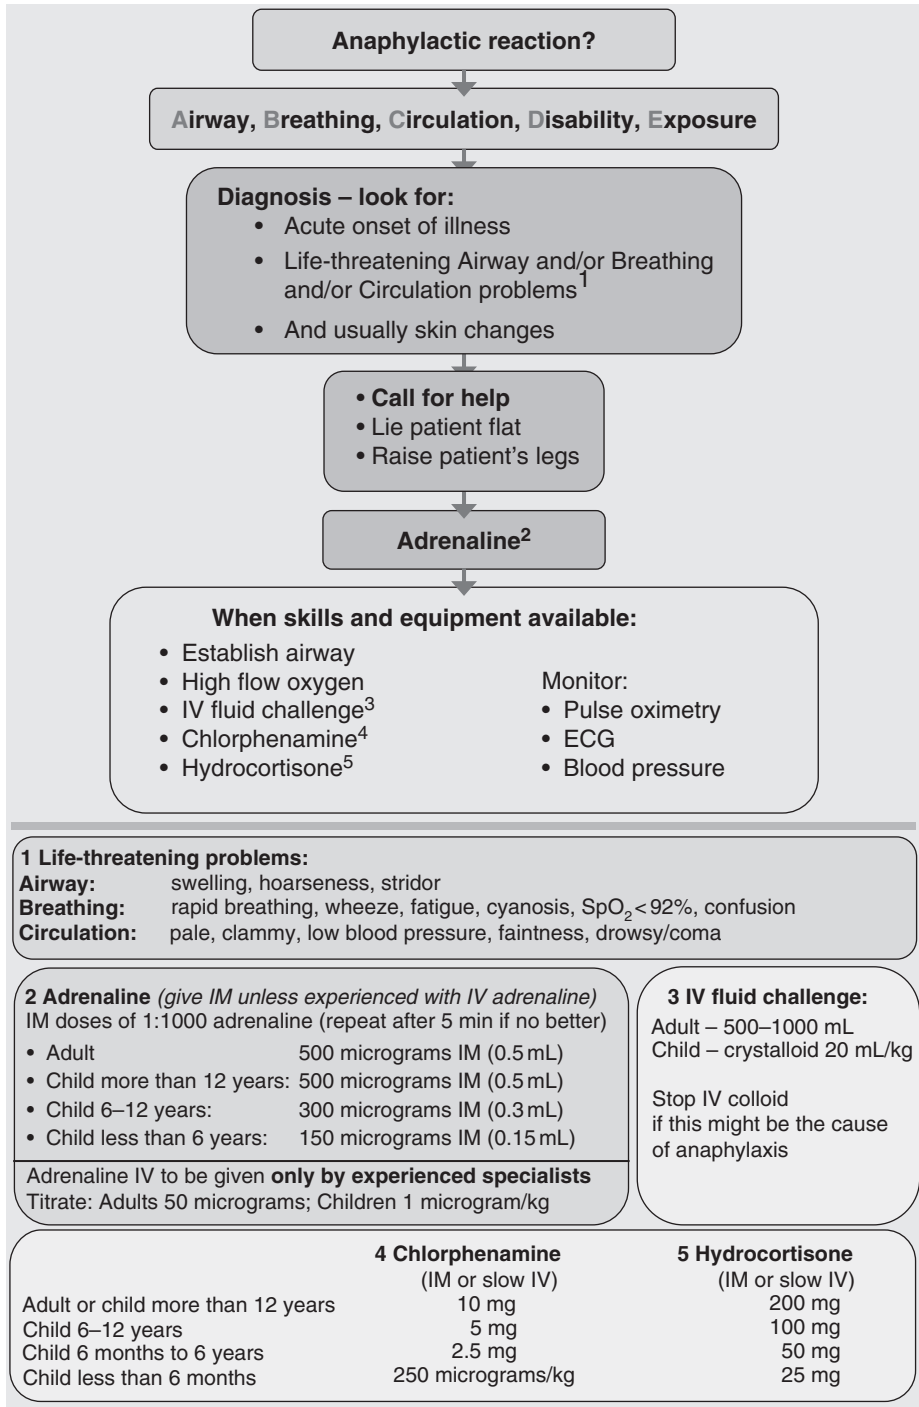 Anaphylactic reaction?
Airway, Breathing, Circulation, Disability, Exposure
Diagnosis – look for:
• Acute onset of illness
• Life-threatening Airway and/or Breathing
and/or Circulation problems1
• And usually skin changes
• Call for help
• Lie patient flat
• Raise patient's legs
Adrenaline2
When skills and equipment available:
• Establish airway
• High flow oxygen
• IV fluid challenge3
• Chlorphenamine4
• Hydrocortisone5
Monitor:
• Pulse oximetry
• ECG
• Blood pressure
1 Life-threatening problems:
Airway: swelling, hoarseness, stridor
Breathing: rapid breathing, wheeze, fatigue, cyanosis, SpO2 < 92%, confusion
Circulation: pale, clammy, low blood pressure, faintness, drowsy/coma
2 Adrenaline (give IM unless experienced with IV adrenaline)
IM doses of 1:1000 adrenaline (repeat after 5 min if no better)
• Adult 500 micrograms IM (0.5 mL)
• Child more than 12 years: 500 micrograms IM (0.5 mL)
• Child 6–12 years: 300 micrograms IM (0.3 mL)
• Child less than 6 years: 150 micrograms IM (0.15 mL)
Adrenaline IV to be given only by experienced specialists
Titrate: Adults 50 micrograms; Children 1 microgram/kg
3 IV fluid challenge:
Adult – 500–1000 mL
Child – crystalloid 20 mL/kg
Stop IV colloid
if this might be the cause
of anaphylaxis
4 Chlorphenamine 5 Hydrocortisone
(IM or slow IV) (IM or slow IV)
Adult or child more than 12 years 10 mg 200 mg
Child 6–12 years 5 mg 100 mg
Child 6 months to 6 years 2.5 mg 50 mg
Child less than 6 months 250 micrograms/kg 25 mg